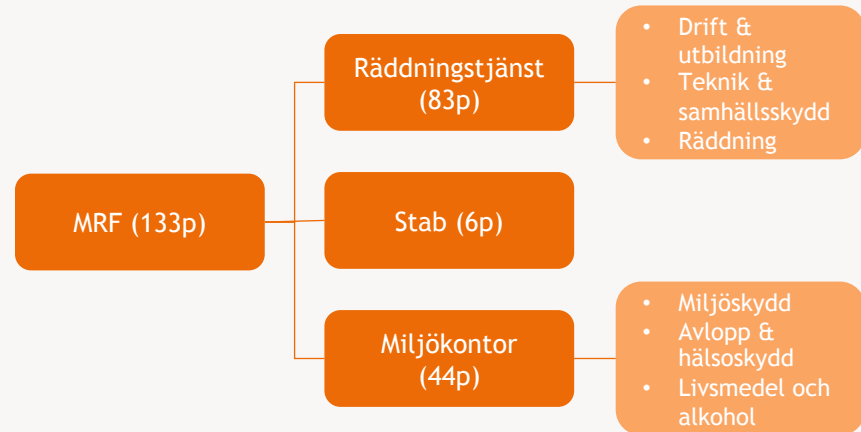 MRF (133p)
Räddningstjänst
(83p)
• Drift &
utbildning
• Teknik &
samhällsskydd
• Räddning
Stab (6p)
Miljökontor
(44p)
• Miljöskydd
• Avlopp &
hälsoskydd
• Livsmedel och
alkohol